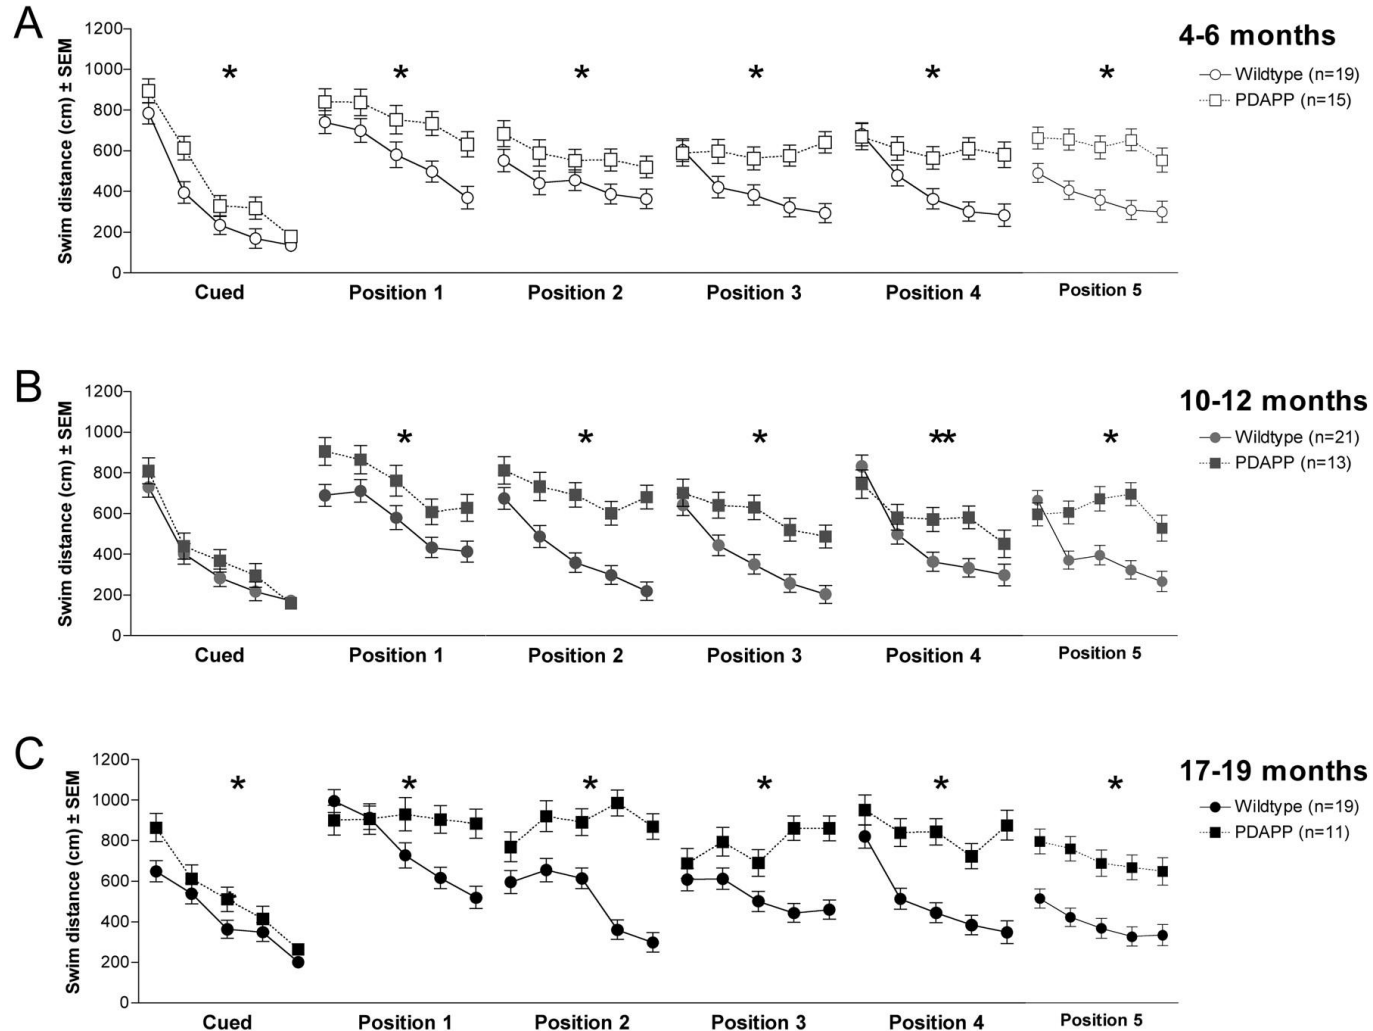 A
Swim distance (cm) ± SEM
1200
1000
800
600
400
200
0
* * * * * *
Cued Position 1 Position 2 Position 3 Position 4 Position 5
4-6 months
Wildtype (n=19)
PDAPP (n=15)
B
Swim distance (cm) ± SEM
1200
1000
800
600
400
200
0
* * * ** *
Cued Position 1 Position 2 Position 3 Position 4 Position 5
10-12 months
Wildtype (n=21)
PDAPP (n=13)
C
Swim distance (cm) ± SEM
1200
1000
800
600
400
200
0
* * * * * *
Cued Position 1 Position 2 Position 3 Position 4 Position 5
17-19 months
Wildtype (n=19)
PDAPP (n=11)